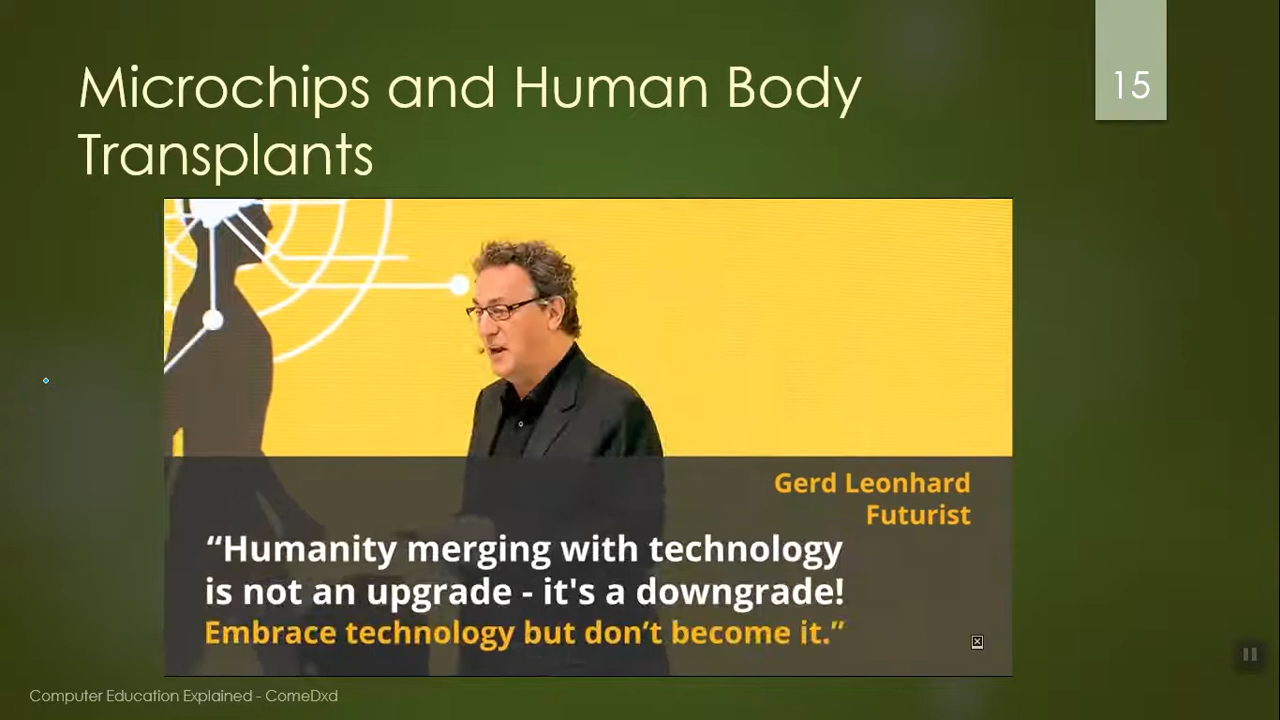 Microchips and Human Body
Transplants
15
Gerd Leonhard
Futurist
“Humanity merging with technology
is not an upgrade - it's a downgrade!
Embrace technology but don’t become it.”
Computer Education Explained - ComeDxd